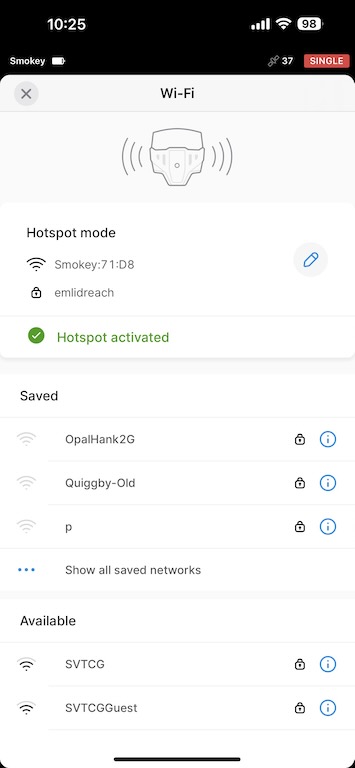 10:25
98
Smokey
37
SINGLE
Wi-Fi
Hotspot mode
Smokey:71:D8
emlidreach
Hotspot activated
Saved
OpalHank2G
Quiggby-Old
p
Show all saved networks
Available
SVTCG
SVTCGGuest